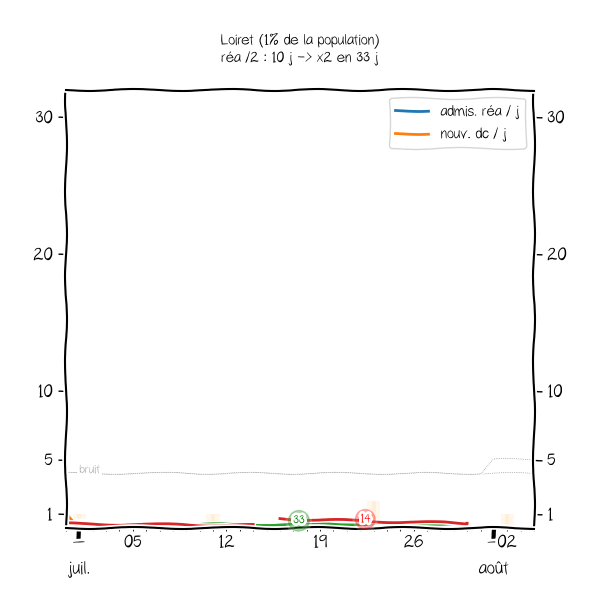 Loiret (1% de la population)
réa /2 : 10 j -> x2 en 33 j
admis. réa / j
nouv. dc / j
30
30
20
20
10
10
5
5
bruit
1
1
33
14
05
12
19
26
02
juil.
août